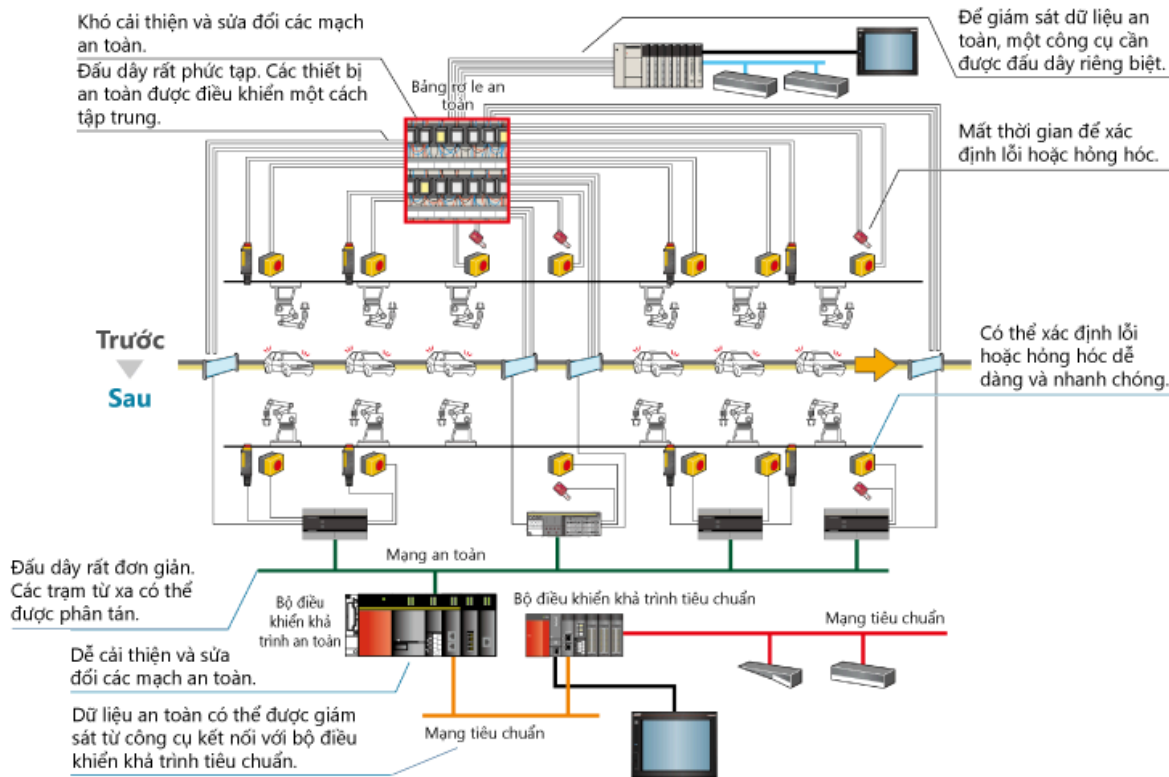 Khó cải thiện và sửa đổi các mạch
an toàn.
Đấu dây rất phức tạp. Các thiết bị
an toàn được điều khiển một cách
tập trung.
Bảng rơ le an
toàn
Để giám sát dữ liệu an
toàn, một công cụ cần
được đấu dây riêng biệt.
Mất thời gian để xác
định lỗi hoặc hỏng hóc.
Trước
Sau
Có thể xác định lỗi
hoặc hỏng hóc dễ
dàng và nhanh chóng.
Đấu dây rất đơn giản.
Các trạm từ xa có thể
được phân tán.
Mạng an toàn
Bộ điều
khiển khả
trình an toàn
Bộ điều khiển khả trình tiêu chuẩn
Mạng tiêu chuẩn
Dễ cải thiện và sửa
đổi các mạch an toàn.
Dữ liệu an toàn có thể được giám
sát từ công cụ kết nối với bộ điều
khiển khả trình tiêu chuẩn.
Mạng tiêu chuẩn